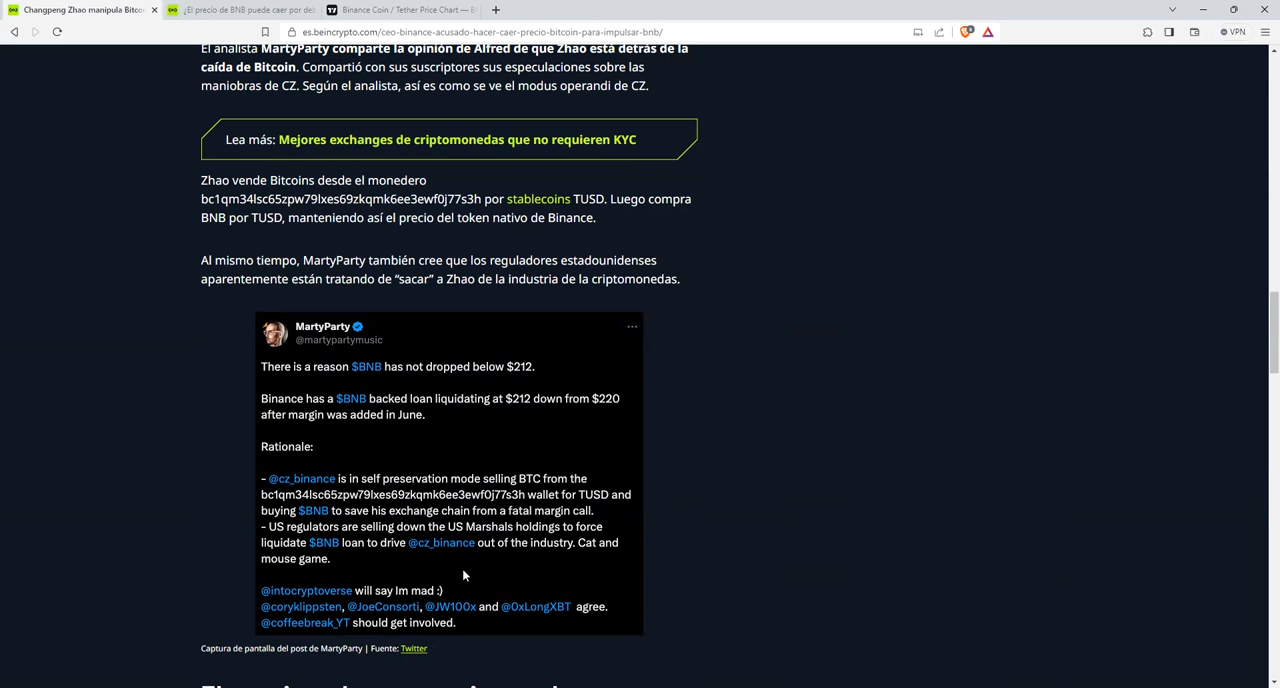 Changpeng Zhao manipula Bitcoi
¿El precio de BNB puede caer por de
Binance Coin / Tether Price Chart — B
es.beincrypto.com/ceo-binance-acusado-hacer-caer-precio-bitcoin-para-impulsar-bnb/
VPN
El analista MartyParty comparte la opinión de Alfred de que Zhao está detrás de la
caída de Bitcoin. Compartió con sus suscriptores sus especulaciones sobre las
maniobras de CZ. Según el analista, así es como se ve el modus operandi de CZ.
Lea más: Mejores exchanges de criptomonedas que no requieren KYC
Zhao vende Bitcoins desde el monedero
bc1qm34lsc65zpw79lxes69zkqmk6ee3ewf0j77s3h por stablecoins TUSD. Luego compra
BNB por TUSD, manteniendo así el precio del token nativo de Binance.
Al mismo tiempo, MartyParty también cree que los reguladores estadounidenses
aparentemente están tratando de “sacar” a Zhao de la industria de la criptomonedas.
MartyParty
@martypartymusic
There is a reason $BNB has not dropped below $212.
Binance has a $BNB backed loan liquidating at $212 down from $220
after margin was added in June.
Rationale:
- @cz_binance is in self preservation mode selling BTC from the
bc1qm34lsc65zpw79lxes69zkqmk6ee3ewf0j77s3h wallet for TUSD and
buying $BNB to save his exchange chain from a fatal margin call.
- US regulators are selling down the US Marshals holdings to force
liquidate $BNB loan to drive @cz_binance out of the industry. Cat and
mouse game.
@intocryptoverse will say Im mad :)
@coryklippsten, @JoeConsorti, @JW100x and @0xLongXBT agree.
@coffeebreak_YT should get involved.
Captura de pantalla del post de MartyParty | Fuente: Twitter